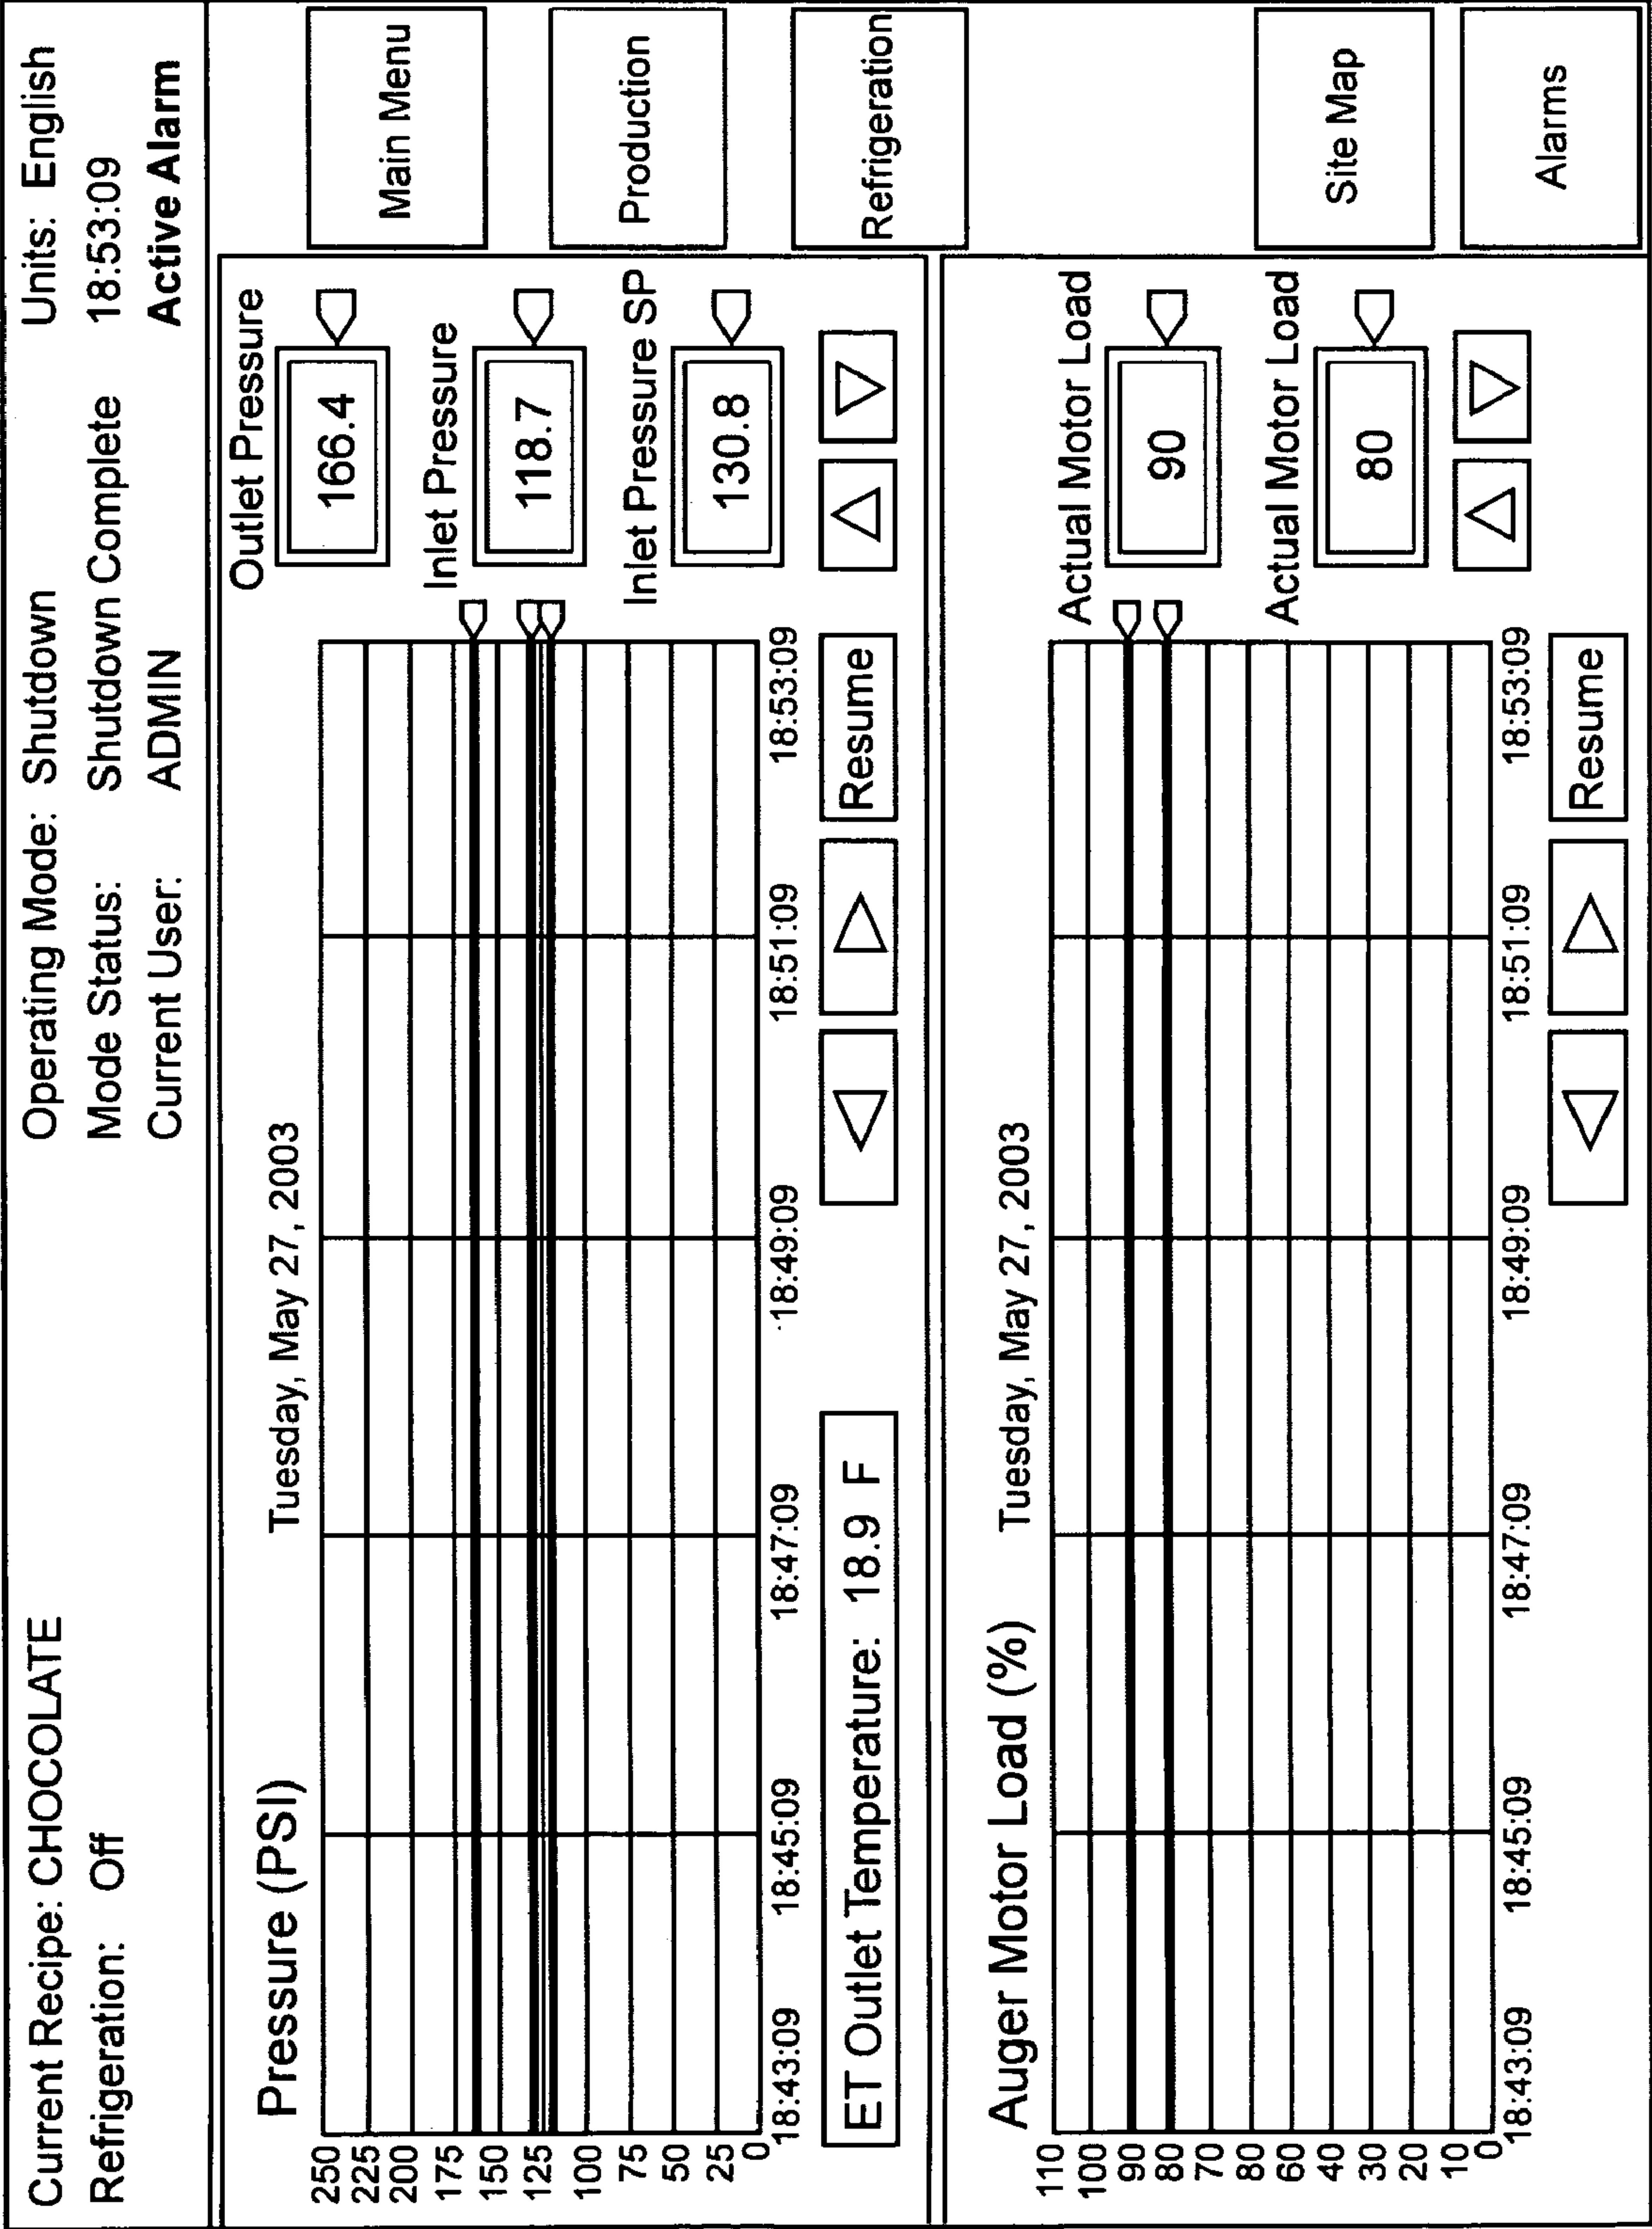 Current Recipe: CHOCOLATE Operating Mode: Shutdown Units: English
Refrigeration: Off Mode Status: Shutdown Complete 18:53:09
Current User: ADMIN Active Alarm
Pressure (PSI) Tuesday, May 27, 2003
250
225
200
175
150
125
100
75
50
25
0
18:43:09 18:45:09 18:47:09 18:49:09 18:51:09 18:53:09
Outlet Pressure
166.4
Inlet Pressure
118.7
Inlet Pressure SP
130.8
ET Outlet Temperature: 18.9 F
Resume
Auger Motor Load (%) Tuesday, May 27, 2003
110
100
90
80
70
80
60
40
30
20
10
0
18:43:09 18:45:09 18:47:09 18:49:09 18:51:09 18:53:09
Actual Motor Load
90
Actual Motor Load
80
Resume
Main Menu
Production
Refrigeration
Site Map
Alarms